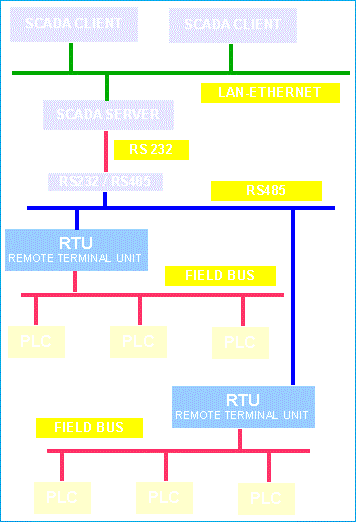 SCADA CLIENT
SCADA CLIENT
LAN-ETHERNET
SCADA SERVER
RS 232
RS232 / RS485
RS485
RTU
REMOTE TERMINAL UNIT
FIELD BUS
PLC
PLC
PLC
RTU
REMOTE TERMINAL UNIT
FIELD BUS
PLC
PLC
PLC